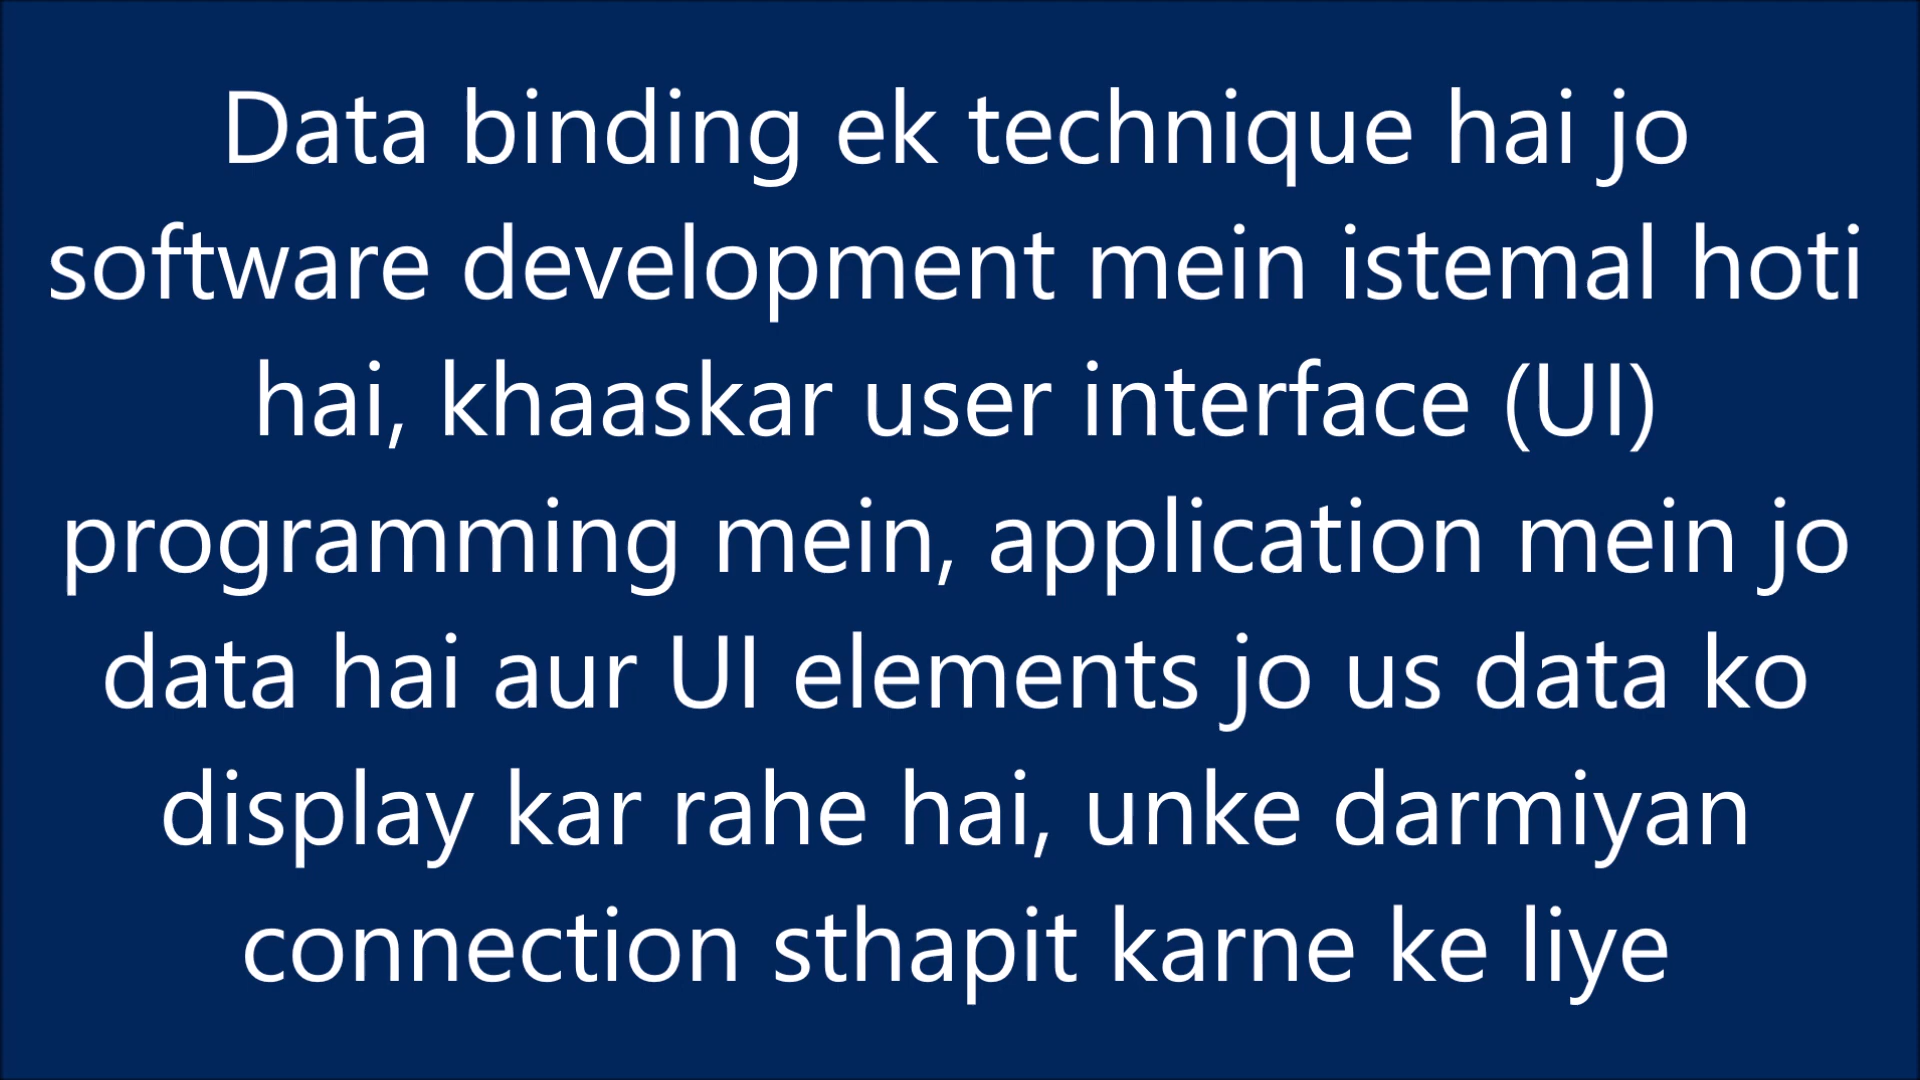 Data binding ek technique hai jo
software development mein istemal hoti
hai, khaaskar user interface (UI)
programming mein, application mein jo
data hai aur UI elements jo us data ko
display kar rahe hai, unke darmiyan
connection sthapit karne ke liye